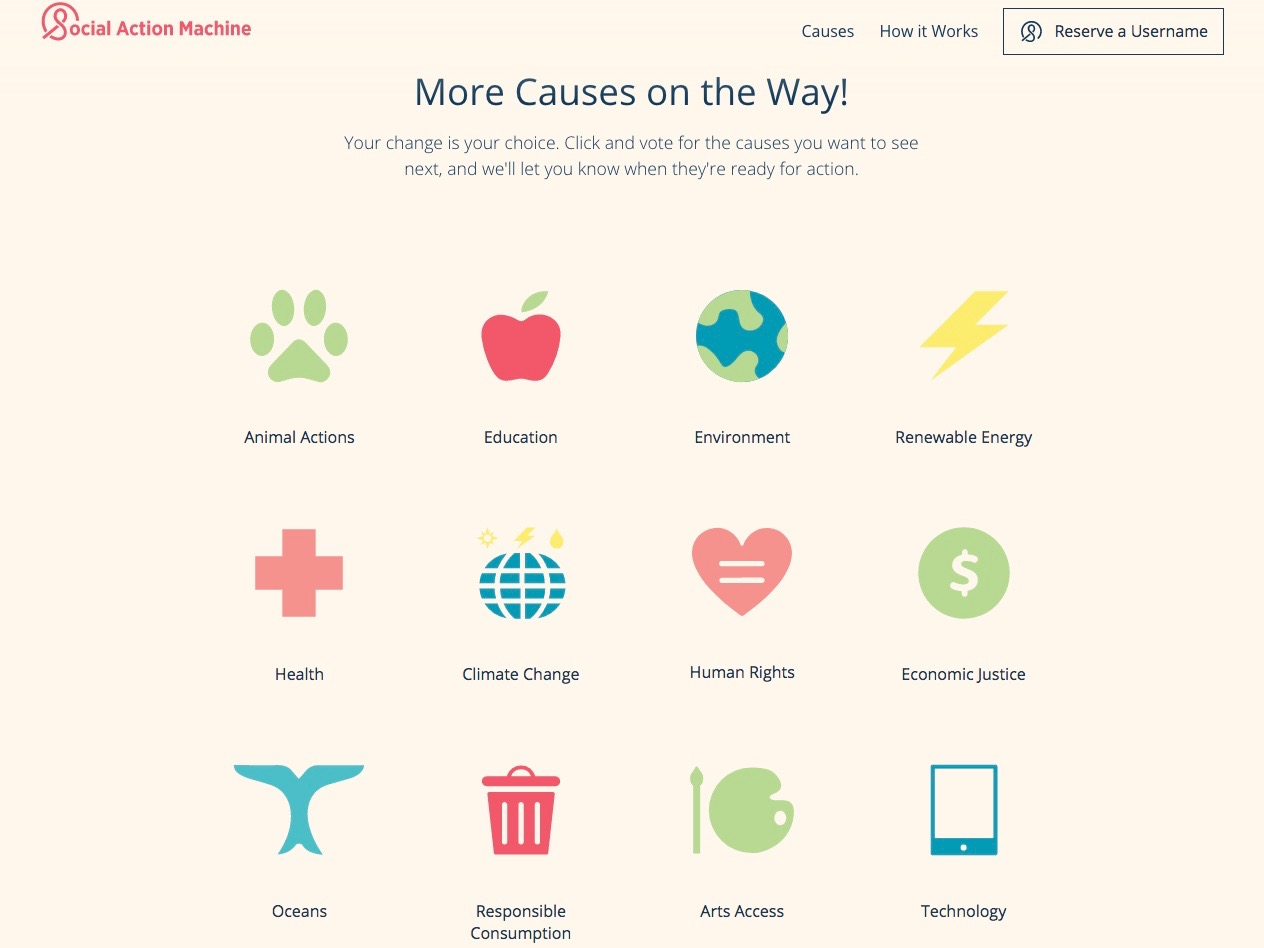 Social Action Machine
Causes
How it Works
Reserve a Username
More Causes on the Way!
Your change is your choice. Click and vote for the causes you want to see
next, and we'll let you know when they're ready for action.
Animal Actions
Education
Environment
Renewable Energy
$
Health
Climate Change
Human Rights
Economic Justice
Oceans
Responsible
Consumption
Arts Access
Technology